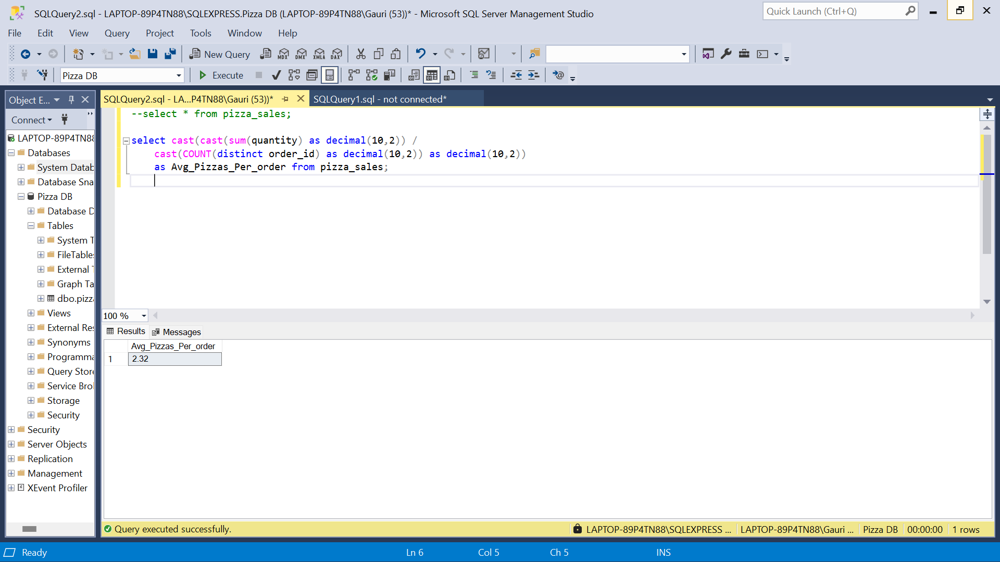 SQLQuery2.sql - LAPTOP-89P4TN88\SQLEXPRESS.Pizza DB (LAPTOP-89P4TN88\Gauri (53))* - Microsoft SQL Server Management Studio
Quick Launch (Ctrl+Q)
File Edit View Query Project Tools Window Help
New Query MDX DMX XMLA DAX
Pizza DB Execute
Object E...
SQLQuery2.sql - LA...P4TN88\Gauri (53))* SQLQuery1.sql - not connected*
Connect
LAPTOP-89P4TN88
Databases
System Datab
Database Sna
Pizza DB
Database D
Tables
System T
FileTable
External T
Graph Ta
dbo.pizz
Views
External Res
Synonyms
Programma
Query Stor
Service Bro
Storage
Security
Security
Server Objects
Replication
Management
XEvent Profiler
--select * from pizza_sales;
select cast(cast(sum(quantity) as decimal(10,2)) /
cast(COUNT(distinct order_id) as decimal(10,2)) as decimal(10,2))
as Avg_Pizzas_Per_order from pizza_sales;
100 %
Results Messages
Avg_Pizzas_Per_order
1 2.32
Query executed successfully. LAPTOP-89P4TN88\SQLEXPRESS ... LAPTOP-89P4TN88\Gauri ... Pizza DB 00:00:00 1 rows
Ready Ln 6 Col 5 Ch 5 INS